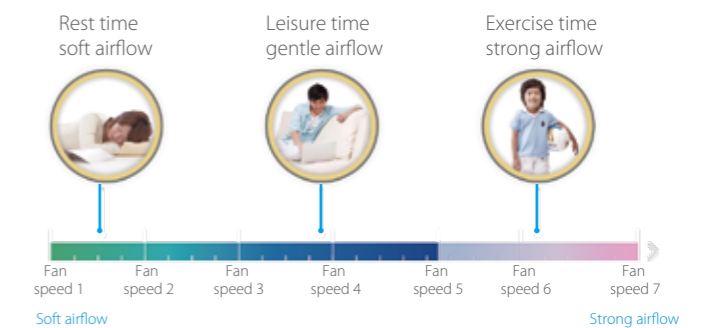 Rest time
soft airflow
Leisure time
gentle airflow
Exercise time
strong airflow
Fan
speed 1
Fan
speed 2
Fan
speed 3
Fan
speed 4
Fan
speed 5
Fan
speed 6
Fan
speed 7
Soft airflow
Strong airflow